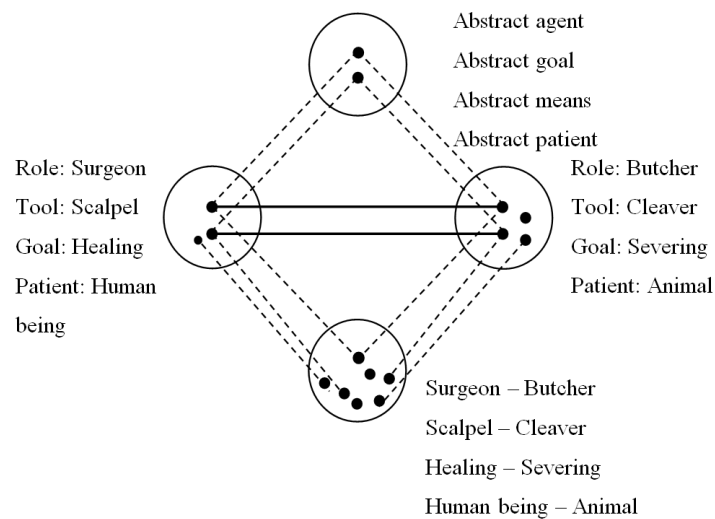 Abstract agent
Abstract goal
Abstract means
Abstract patient
Role: Surgeon
Tool: Scalpel
Goal: Healing
Patient: Human
being
Role: Butcher
Tool: Cleaver
Goal: Severing
Patient: Animal
Surgeon – Butcher
Scalpel – Cleaver
Healing – Severing
Human being – Animal